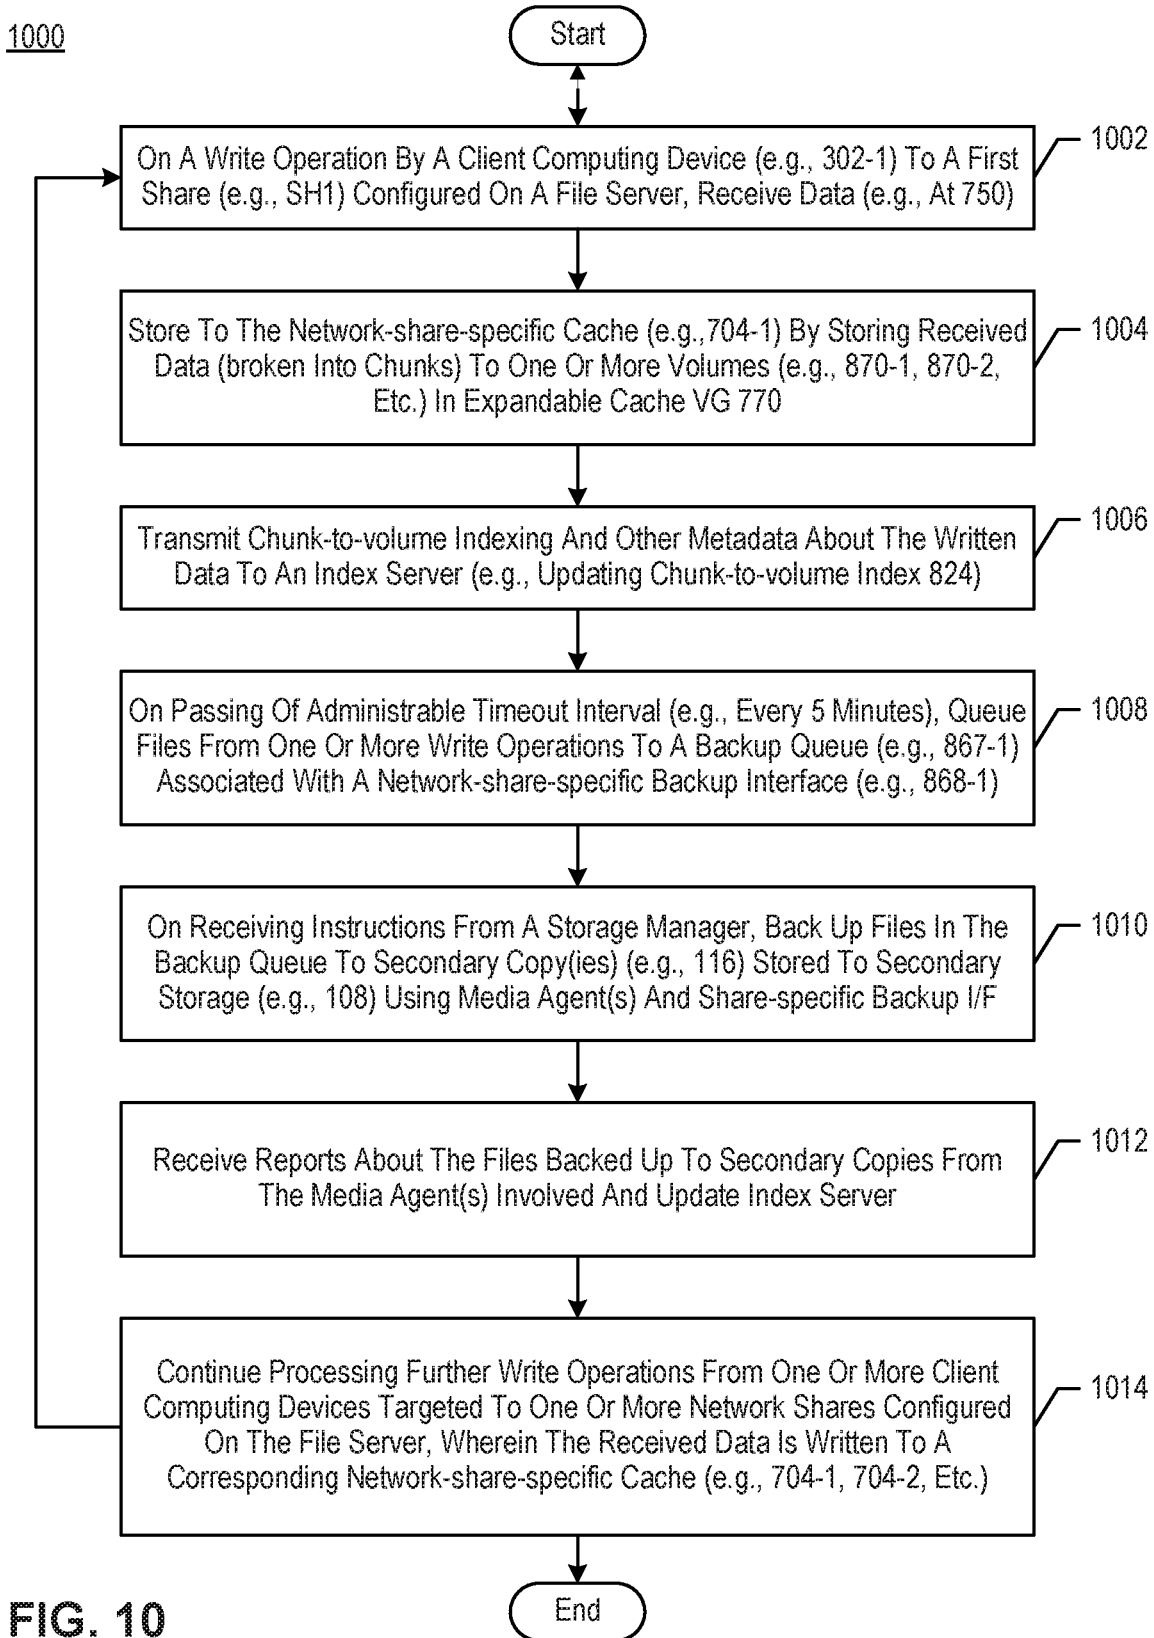 1000
Start
On A Write Operation By A Client Computing Device (e.g., 302-1) To A First
Share (e.g., SH1) Configured On A File Server, Receive Data (e.g., At 750)
1002
Store To The Network-share-specific Cache (e.g.,704-1) By Storing Received
Data (broken Into Chunks) To One Or More Volumes (e.g., 870-1, 870-2,
Etc.) In Expandable Cache VG 770
1004
Transmit Chunk-to-volume Indexing And Other Metadata About The Written
Data To An Index Server (e.g., Updating Chunk-to-volume Index 824)
1006
On Passing Of Administrable Timeout Interval (e.g., Every 5 Minutes), Queue
Files From One Or More Write Operations To A Backup Queue (e.g., 867-1)
Associated With A Network-share-specific Backup Interface (e.g., 868-1)
1008
On Receiving Instructions From A Storage Manager, Back Up Files In The
Backup Queue To Secondary Copy(ies) (e.g., 116) Stored To Secondary
Storage (e.g., 108) Using Media Agent(s) And Share-specific Backup I/F
1010
Receive Reports About The Files Backed Up To Secondary Copies From
The Media Agent(s) Involved And Update Index Server
1012
Continue Processing Further Write Operations From One Or More Client
Computing Devices Targeted To One Or More Network Shares Configured
On The File Server, Wherein The Received Data Is Written To A
Corresponding Network-share-specific Cache (e.g., 704-1, 704-2, Etc.)
1014
End
FIG. 10